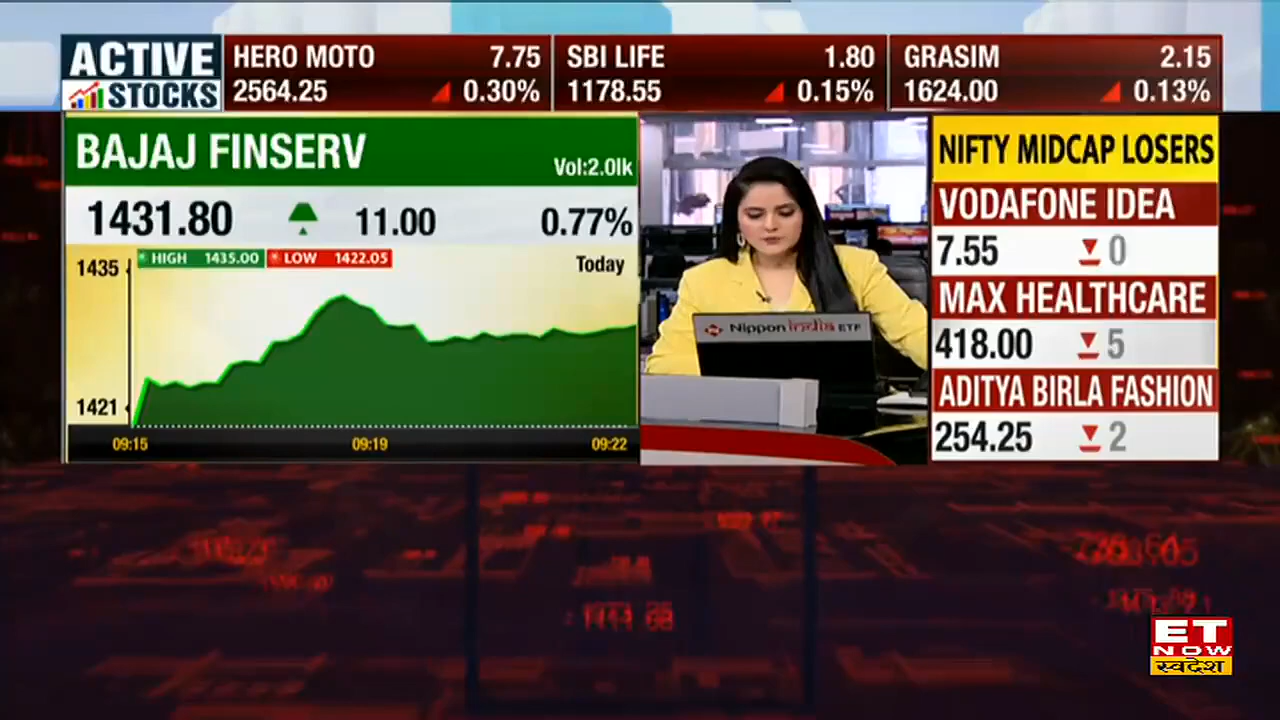 ACTIVE
STOCKS
HERO MOTO 7.75
2564.25 0.30%
SBI LIFE 1.80
1178.55 0.15%
GRASIM 2.15
1624.00 0.13%
BAJAJ FINSERV Vol:2.0lk
1431.80 11.00 0.77%
HIGH 1435.00 LOW 1422.05
Today
1435
1421
09:15 09:19 09:22
Nippon india ETF
NIFTY MIDCAP LOSERS
VODAFONE IDEA
7.55 0
MAX HEALTHCARE
418.00 5
ADITYA BIRLA FASHION
254.25 2
ET
NOW
स्वदेश